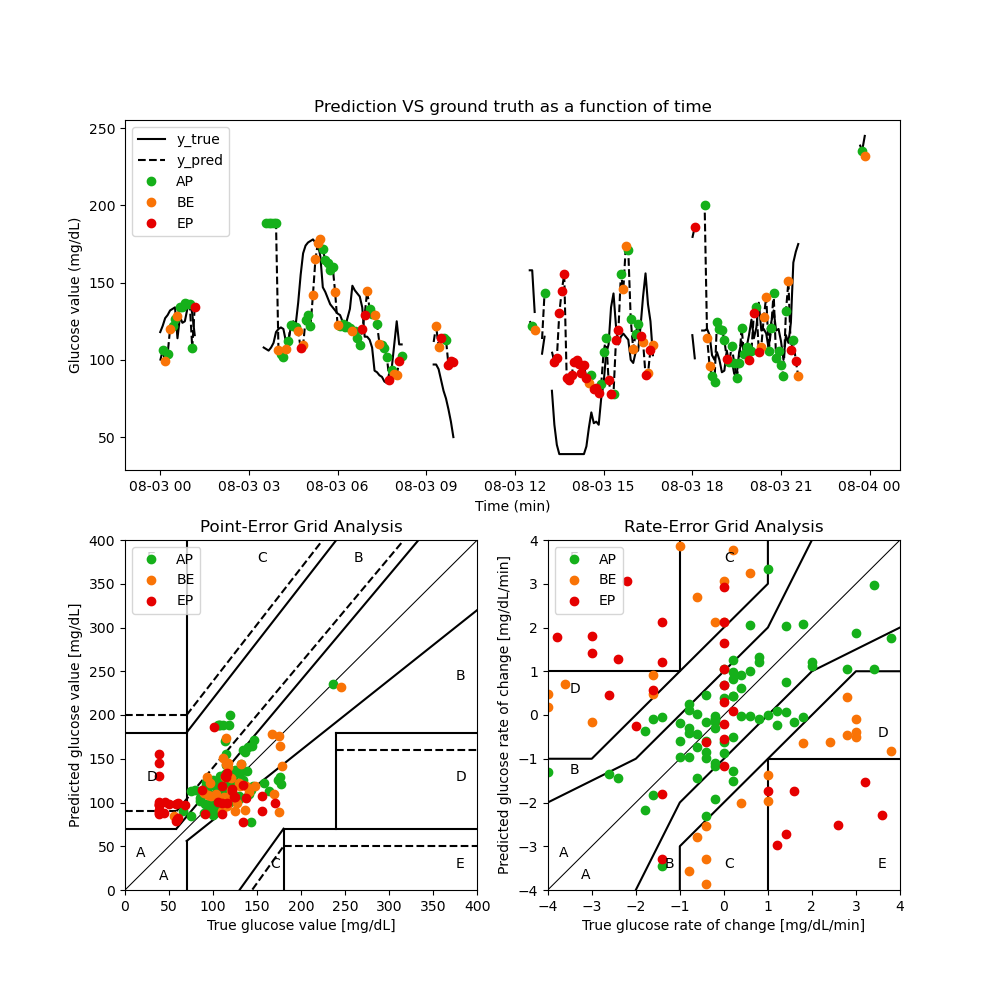 Prediction VS ground truth as a function of time
Glucose value (mg/dL)
250
200
150
100
50
y_true
y_pred
AP
BE
EP
08-03 00
08-03 03
08-03 06
08-03 09
08-03 12
08-03 15
08-03 18
08-03 21
08-04 00
Time (min)
Point-Error Grid Analysis
Predicted glucose value [mg/dL]
400
350
300
250
200
150
100
50
0
AP
BE
EP
C
B
B
D
D
A
A
C
E
0
50
100
150
200
250
300
350
400
True glucose value [mg/dL]
Rate-Error Grid Analysis
Predicted glucose rate of change [mg/dL/min]
4
3
2
1
0
−1
−2
−3
−4
AP
BE
EP
C
D
D
B
A
A
B
C
E
−4
−3
−2
−1
0
1
2
3
4
True glucose rate of change [mg/dL/min]